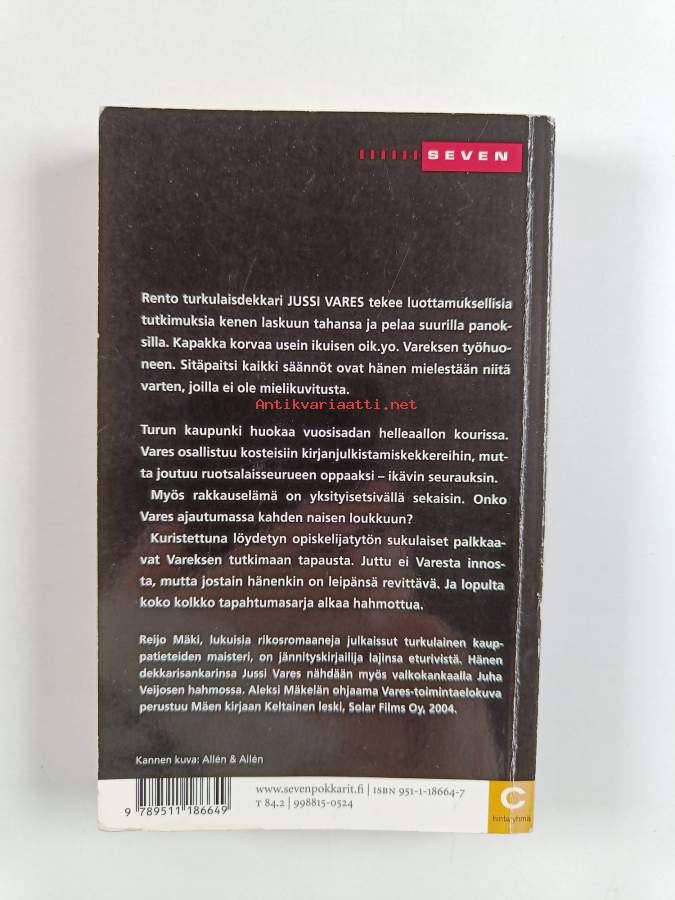 SEVEN
Rento turkulaisdekkari JUSSI VARES tekee luottamuksellisia
tutkimuksia kenen laskuun tahansa ja pelaa suurilla panok-
silla. Kapakka korvaa usein ikuisen oik.yo. Vareksen työhuo-
neen. Sitäpaitsi kaikki säännöt ovat hänen mielestään niitä
varten, joilla ei ole mielikuvitusta.
Antikvariaatti.net
Turun kaupunki huokaa vuosisadan helleaallon kourissa.
Vares osallistuu kosteisiin kirjanjulkistamiskekkereihin, mut-
ta joutuu ruotsalaisseurueen oppaaksi – ikävin seurauksin.
Myös rakkauselämä on yksityisetsivällä sekaisin. Onko
Vares ajautumassa kahden naisen loukkuun?
Kuristettuna löydetyn opiskelijatytön sukulaiset palkkaa-
vat Vareksen tutkimaan tapausta. Juttu ei Varesta innos-
ta, mutta jostain hänenkin on leipänsä revittävä. Ja lopulta
koko kolkko tapahtumasarja alkaa hahmottua.
Reijo Mäki, lukuisia rikosromaaneja julkaissut turkulainen kaup-
patieteiden maisteri, on jännityskirjailija lajinsa eturivistä. Hänen
dekkarisankarinsa Jussi Vares nähdään myös valkokankaalla Juha
Veijosen hahmossa. Aleksi Mäkelän ohjaama Vares-toimintaelokuva
perustuu Mäen kirjaan Keltainen leski, Solar Films Oy, 2004.
Kannen kuva: Allén & Allén
www.sevenpokkarit.fi | ISBN 951-1-18664-7
T 84.2 | 998815-0524
9 789511 186649
C
hintaryhmä